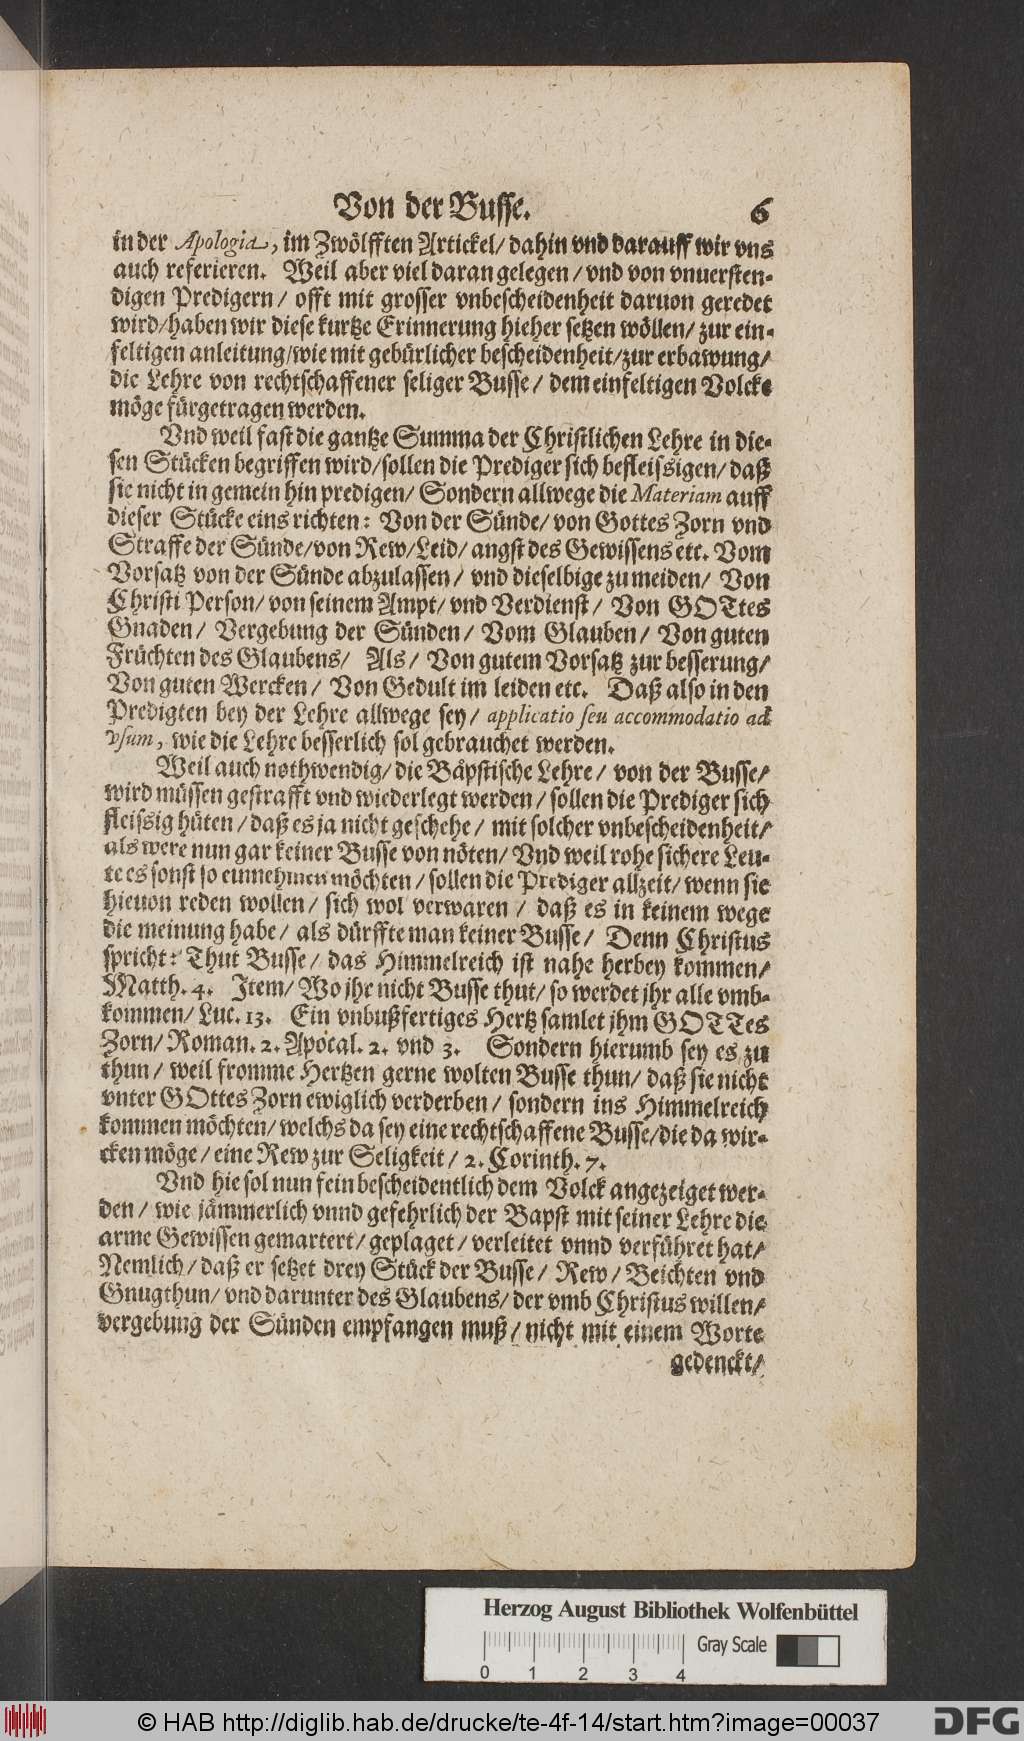 Von der Busse. 6
in der Apologia, im Zwölfften Artickel/ dahin vnd darauff wir vns
auch referieren. Weil aber viel daran gelegen/ vnd von vnuersten-
digen Predigern/ offt mit grosser vnbescheidenheit daruon geredet
wird/haben wir diese kurtze Erinnerung hieher setzen wöllen/ zur ein-
feltigen anleitung/wie mit gebürlicher bescheidenheit/zur erbawung/
die Lehre von rechtschaffener seliger Busse/ dem einfeltigen Volcke
möge fürgetragen werden.
Vnd weil fast die gantze Summa der Christlichen Lehre in die-
sen Stücken begriffen wird/sollen die Prediger sich befleissigen/ daß
sie nicht in gemein hin predigen/ Sondern allwege die Materiam auff
dieser Stücke eins richten: Von der Sünde/ von Gottes Zorn vnd
Straffe der Sünde/von Rew/Leid/ angst des Gewissens etc. Vom
Vorsatz von der Sünde abzulassen/ vnd dieselbige zu meiden/ Von
Christi Person/ von seinem Ampt/ vnd Verdienst/ Von GOTtes
Gnaden/ Vergebung der Sünden/ Vom Glauben/ Von guten
Früchten des Glaubens/ Als/ Von gutem Vorsatz zur besserung/
Von guten Wercken/ Von Gedult im leiden etc. Daß also in den
Predigten bey der Lehre allwege sey/ applicatio seu accommodatio ad
vsum, wie die Lehre besserlich sol gebrauchet werden.
Weil auch nothwendig/ die Bäpstische Lehre/ von der Busse/
wird müssen gestrafft vnd wiederlegt werden/ sollen die Prediger sich
fleissig hüten/ daß es ja nicht geschehe/ mit solcher vnbescheidenheit/
als were nun gar keiner Busse von nöten/ Vnd weil rohe sichere Leu-
te es sonst so einnehmen möchten/ sollen die Prediger allzeit/ wenn sie
hieuon reden wollen/ sich wol verwaren/ daß es in keinem wege
die meinung habe/ als dürffte man keiner Busse/ Denn Christus
spricht: Thut Busse/ das Himmelreich ist nahe herbey kommen/
Matth. 4. Item/ Wo jhr nicht Busse thut/ so werdet jhr alle vmb-
kommen/ Luc. 13. Ein vnbußfertiges Hertz samlet jhm GOTTes
Zorn/ Roman. 2. Apocal. 2. vnd 3. Sondern hierumb sey es zu
thun/ weil fromme Hertzen gerne wolten Busse thun/ daß sie nicht
vnter GOttes Zorn ewiglich verderben/ sondern ins Himmelreich
kommen möchten/ welchs da sey eine rechtschaffene Busse/die da wir-
cken möge/ eine Rew zur Seligkeit/ 2. Corinth. 7.
Vnd hie sol nun fein bescheidentlich dem Volck angezeiget wer-
den/ wie jämmerlich vnnd gefehrlich der Bapst mit seiner Lehre die
arme Gewissen gemartert/ geplaget/ verleitet vnnd verführet hat/
Nemlich/ daß er setzet drey Stück der Busse/ Rew/ Beichten vnd
Gnugthun/ vnd darunter des Glaubens/ der vmb Christus willen/
vergebung der Sünden empfangen muß/ nicht mit einem Worte
gedenckt/
Herzog August Bibliothek Wolfenbüttel
Gray Scale
0 1 2 3 4
© HAB http://diglib.hab.de/drucke/te-4f-14/start.htm?image=00037
DFG